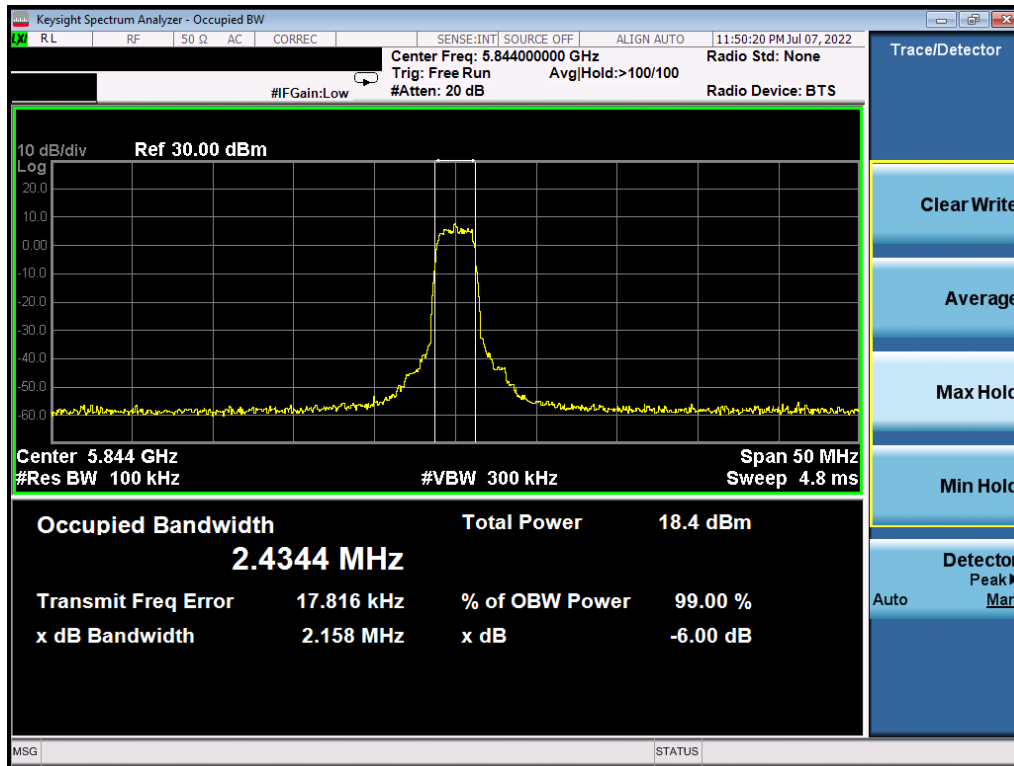 Keysight Spectrum Analyzer - Occupied BW
LXI RL RF 50 Ω AC CORREC SENSE:INT SOURCE OFF ALIGN AUTO 11:50:20 PM Jul 07, 2022
Center Freq: 5.844000000 GHz Radio Std: None
Trig: Free Run Avg|Hold:>100/100
#IFGain:Low #Atten: 20 dB Radio Device: BTS
Trace/Detector
10 dB/div Ref 30.00 dBm
Log
20.0
10.0
0.00
-10.0
-20.0
-30.0
-40.0
-50.0
-60.0
Center 5.844 GHz Span 50 MHz
#Res BW 100 kHz #VBW 300 kHz Sweep 4.8 ms
Occupied Bandwidth Total Power 18.4 dBm
2.4344 MHz
Transmit Freq Error 17.816 kHz % of OBW Power 99.00 %
x dB Bandwidth 2.158 MHz x dB -6.00 dB
Clear Write
Average
Max Hold
Min Hold
Detector
Peak
Auto Man
MSG STATUS